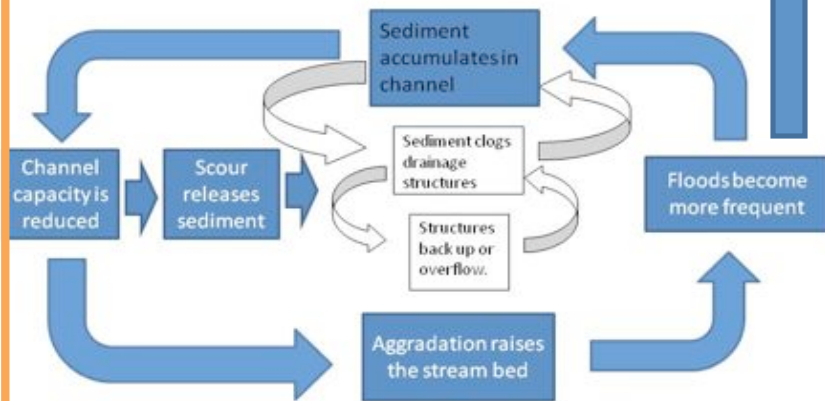 Sediment
accumulates in
channel
Sediment clogs
drainage
structures
Channel
capacity is
reduced
Scour
releases
sediment
Floods become
more frequent
Structures
back up or
overflow.
Aggradation raises
the stream bed